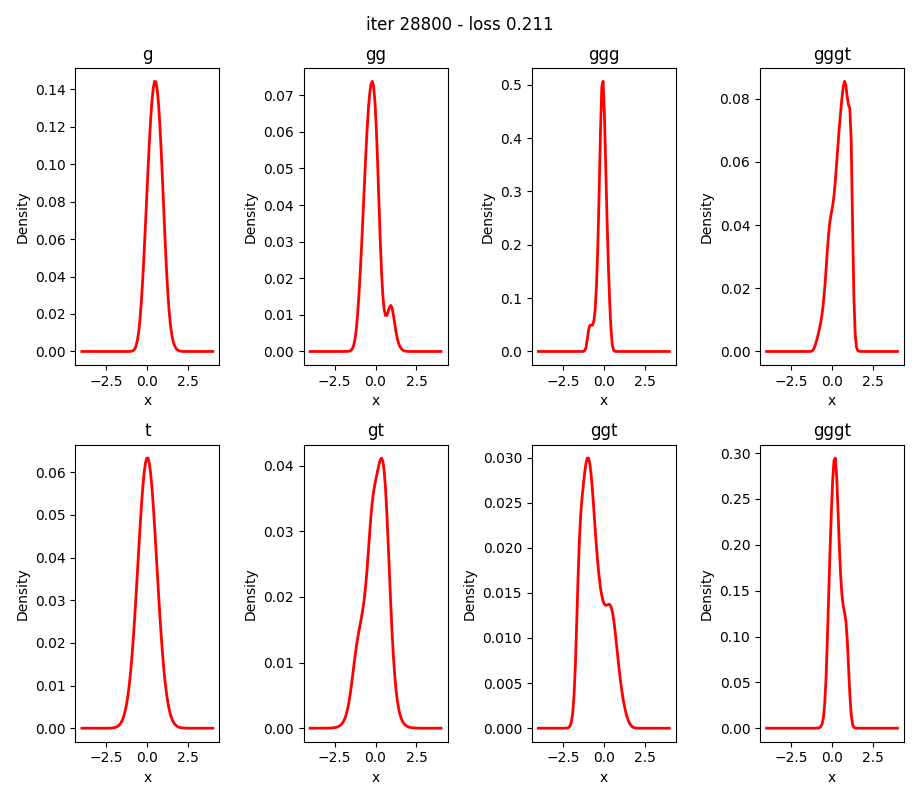 iter 28800 - loss 0.211
g
gg
ggg
gggt
0.14
0.12
0.10
0.08
0.06
0.04
0.02
0.00
Density
−2.5 0.0 2.5
x
0.07
0.06
0.05
0.04
0.03
0.02
0.01
0.00
Density
−2.5 0.0 2.5
x
0.5
0.4
0.3
0.2
0.1
0.0
Density
−2.5 0.0 2.5
x
0.08
0.06
0.04
0.02
0.00
Density
−2.5 0.0 2.5
x
t
gt
ggt
gggt
0.06
0.05
0.04
0.03
0.02
0.01
0.00
Density
−2.5 0.0 2.5
x
0.04
0.03
0.02
0.01
0.00
Density
−2.5 0.0 2.5
x
0.030
0.025
0.020
0.015
0.010
0.005
0.000
Density
−2.5 0.0 2.5
x
0.30
0.25
0.20
0.15
0.10
0.05
0.00
Density
−2.5 0.0 2.5
x